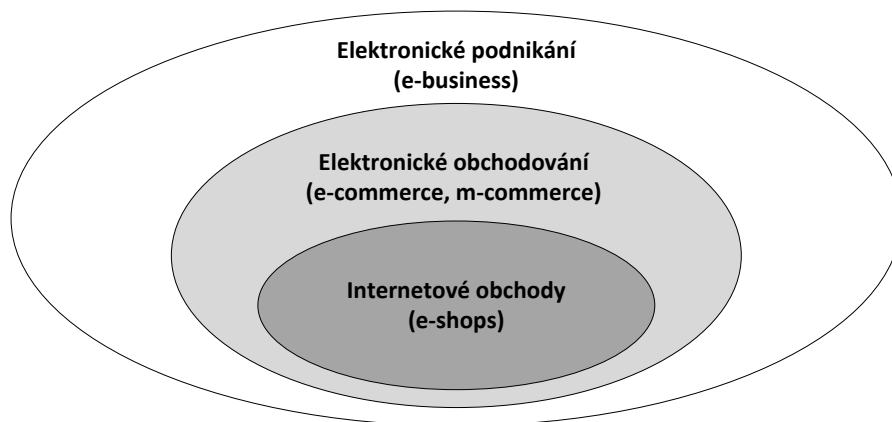 Elektronické podnikání
(e-business)
Elektronické obchodování
(e-commerce, m-commerce)
Internetové obchody
(e-shops)